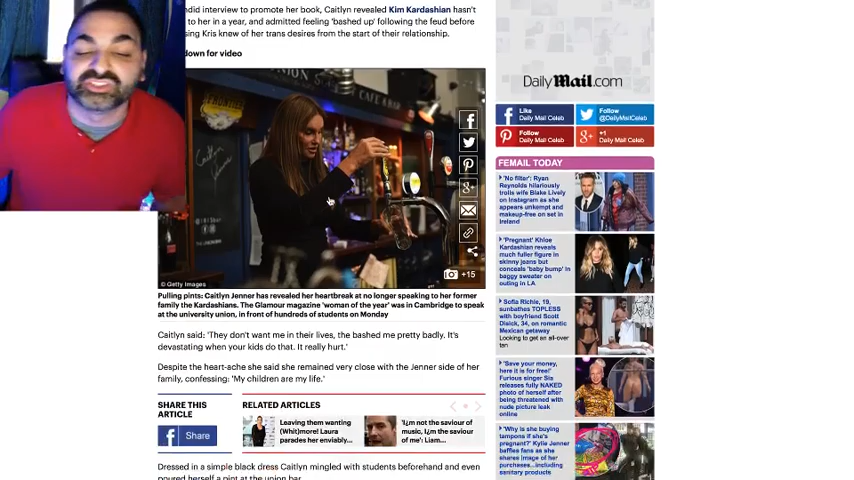 ndid interview to promote her book, Caitlyn revealed Kim Kardashian hasn't
to her in a year, and admitted feeling 'bashed up' following the feud before
sing Kris knew of her trans desires from the start of their relationship.
down for video
UNION S CAFE & BAR
FRONTIER
Caitlyn
Jenner
+15
© Getty Images
Pulling pints: Caitlyn Jenner has revealed her heartbreak at no longer speaking to her former
family the Kardashians. The Glamour magazine 'woman of the year' was in Cambridge to speak
at the university union, in front of hundreds of students on Monday
Caitlyn said: 'They don't want me in their lives, the bashed me pretty badly. It's
devastating when your kids do that. It really hurt.'
Despite the heart-ache she said she remained very close with the Jenner side of her
family, confessing: 'My children are my life.'
SHARE THIS
ARTICLE
Share
RELATED ARTICLES
Leaving them wanting
(Whit)more! Laura
parades her enviably...
'I¿m not the saviour of
music, I¿m the saviour
of me': Liam...
Dressed in a simple black dress Caitlyn mingled with students beforehand and even
poured herself a pint at the union bar.
DailyMail.com
Like
Daily Mail Celeb
Follow
@DailyMailCeleb
Follow
Daily Mail Celeb
+1
Daily Mail Celeb
FEMAIL TODAY
'No filter': Ryan
Reynolds hilariously
trolls wife Blake Lively
on Instagram as she
appears unkempt and
makeup-free on set in
Ireland
'Pregnant' Khloe
Kardashian reveals
much fuller figure in
skinny jeans but
conceals 'baby bump' in
baggy sweater on
outing in LA
Sofia Richie, 19,
sunbathes TOPLESS
with boyfriend Scott
Disick, 34, on romantic
Mexican getaway
Looking to get an all-over
tan
'Save your money,
here it is for free!'
Furious singer Sia
releases fully NAKED
photo of herself after
being threatened with
nude picture leak
online
'Why is she buying
tampons if she's
pregnant?' Kylie Jenner
baffles fans as she
shares image of her
purchases...including
sanitary products